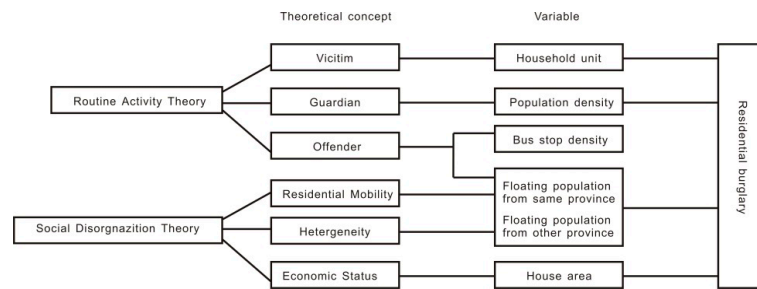 Theoretical concept
Variable
Vicitim
Household unit
Routine Activity Theory
Guardian
Population density
Offender
Bus stop density
Residential Mobility
Floating population
from same province
Social Disorgnazition Theory
Hetergeneity
Floating population
from other province
Economic Status
House area
Residential burglary